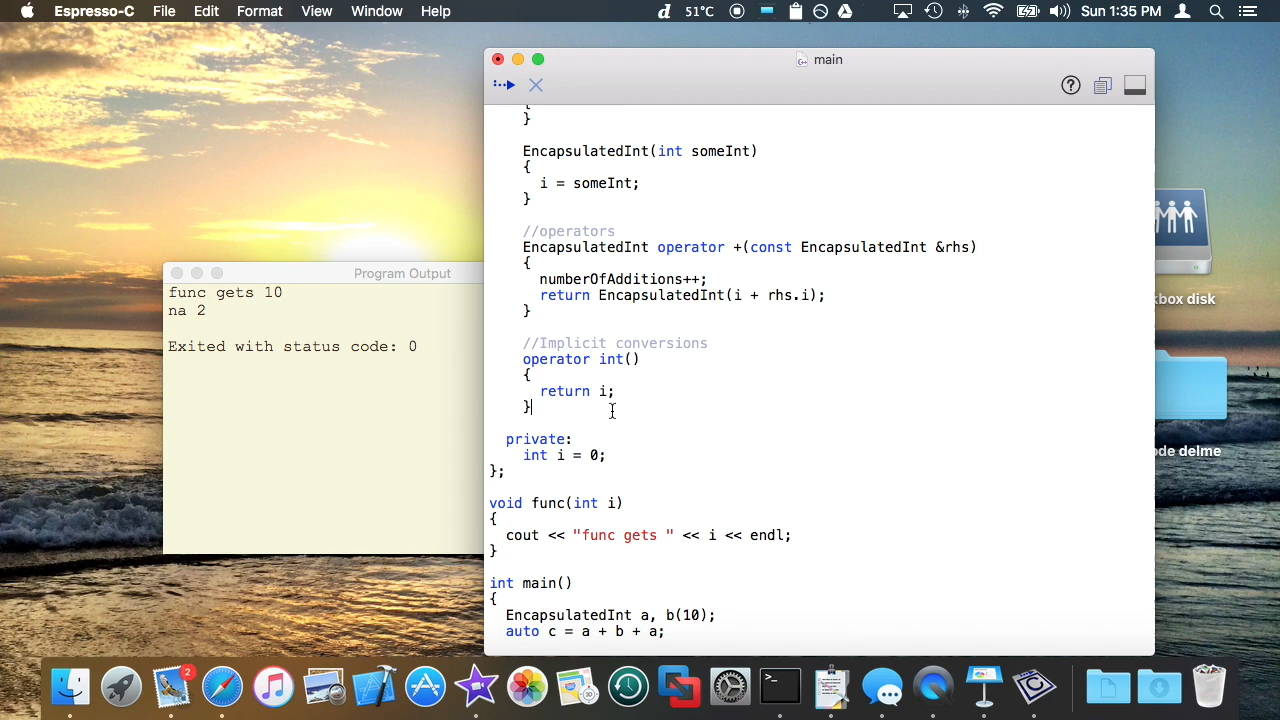 Espresso-C File Edit Format View Window Help
51°C
Sun 1:35 PM
main
}
EncapsulatedInt(int someInt)
{
i = someInt;
}
//operators
EncapsulatedInt operator +(const EncapsulatedInt &rhs)
{
numberOfAdditions++;
return EncapsulatedInt(i + rhs.i);
}
//Implicit conversions
operator int()
{
return i;
}
private:
int i = 0;
};
void func(int i)
{
cout << "func gets " << i << endl;
}
int main()
{
EncapsulatedInt a, b(10);
auto c = a + b + a;
Program Output
func gets 10
na 2
Exited with status code: 0
kbox disk
ode delme
2